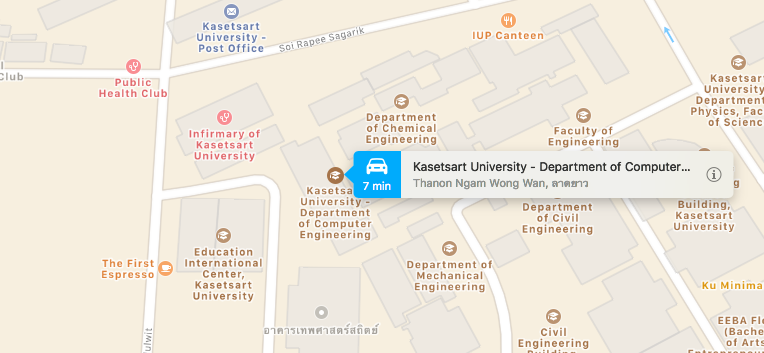 Kasetsart
University -
Post Office
Soi Rapee Sagarik
IUP Canteen
Club
Public
Health Club
Kasetsart
University
Department
Physics, Fac
of Scienc
Department
of Chemical
Engineering
Infirmary of
Kasetsart
University
Faculty of
Engineering
7 min
Kasetsart University - Department of Computer...
Thanon Ngam Wong Wan, ลาดยาว
Kasets
University -
Department
of Computer
Engineering
Department
of Civil
Engineering
Building,
Kasetsart
University
Education
International
Center,
Kasetsart
University
The First
Espresso
Department of
Mechanical
Engineering
Ku Minima
อาคารเทพศาสตร์สถิตย์
Civil
Engineering
Building
EEBA Fle
(Bache
of Arts
Entrepreneu